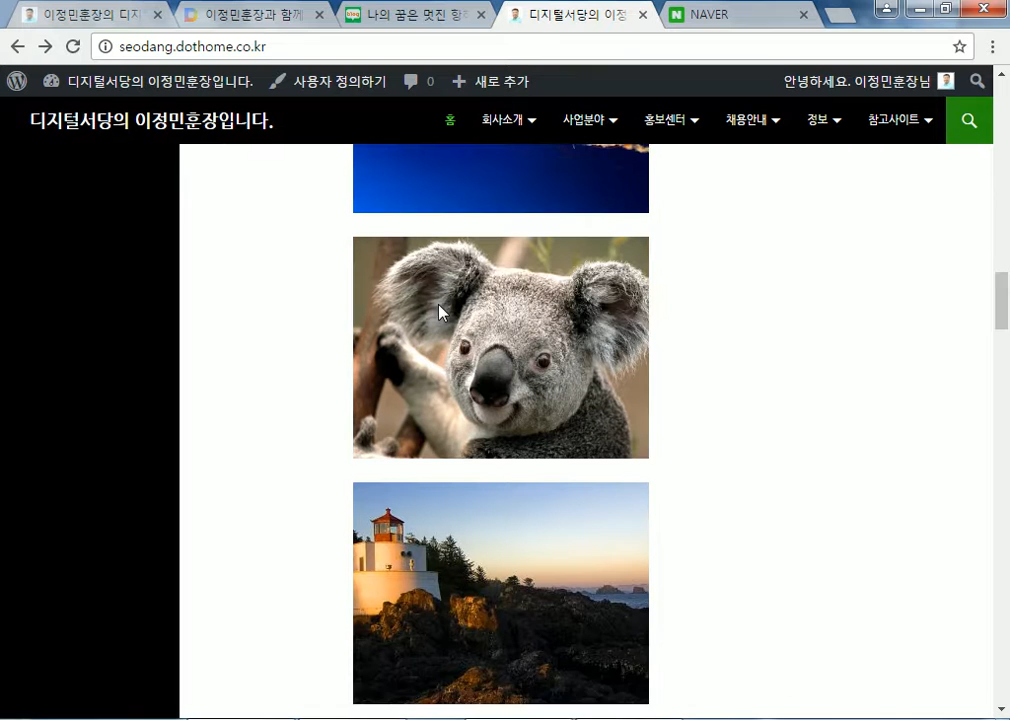 이정민훈장의 디지
이정민훈장과 함께
blog
나의 꿈은 멋진 할
디지털서당의 이정
N
NAVER
seodang.dothome.co.kr
디지털서당의 이정민훈장입니다.
사용자 정의하기
0
새로 추가
안녕하세요. 이정민훈장님
디지털서당의 이정민훈장입니다.
홈
회사소개
사업분야
홍보센터
채용안내
정보
참고사이트